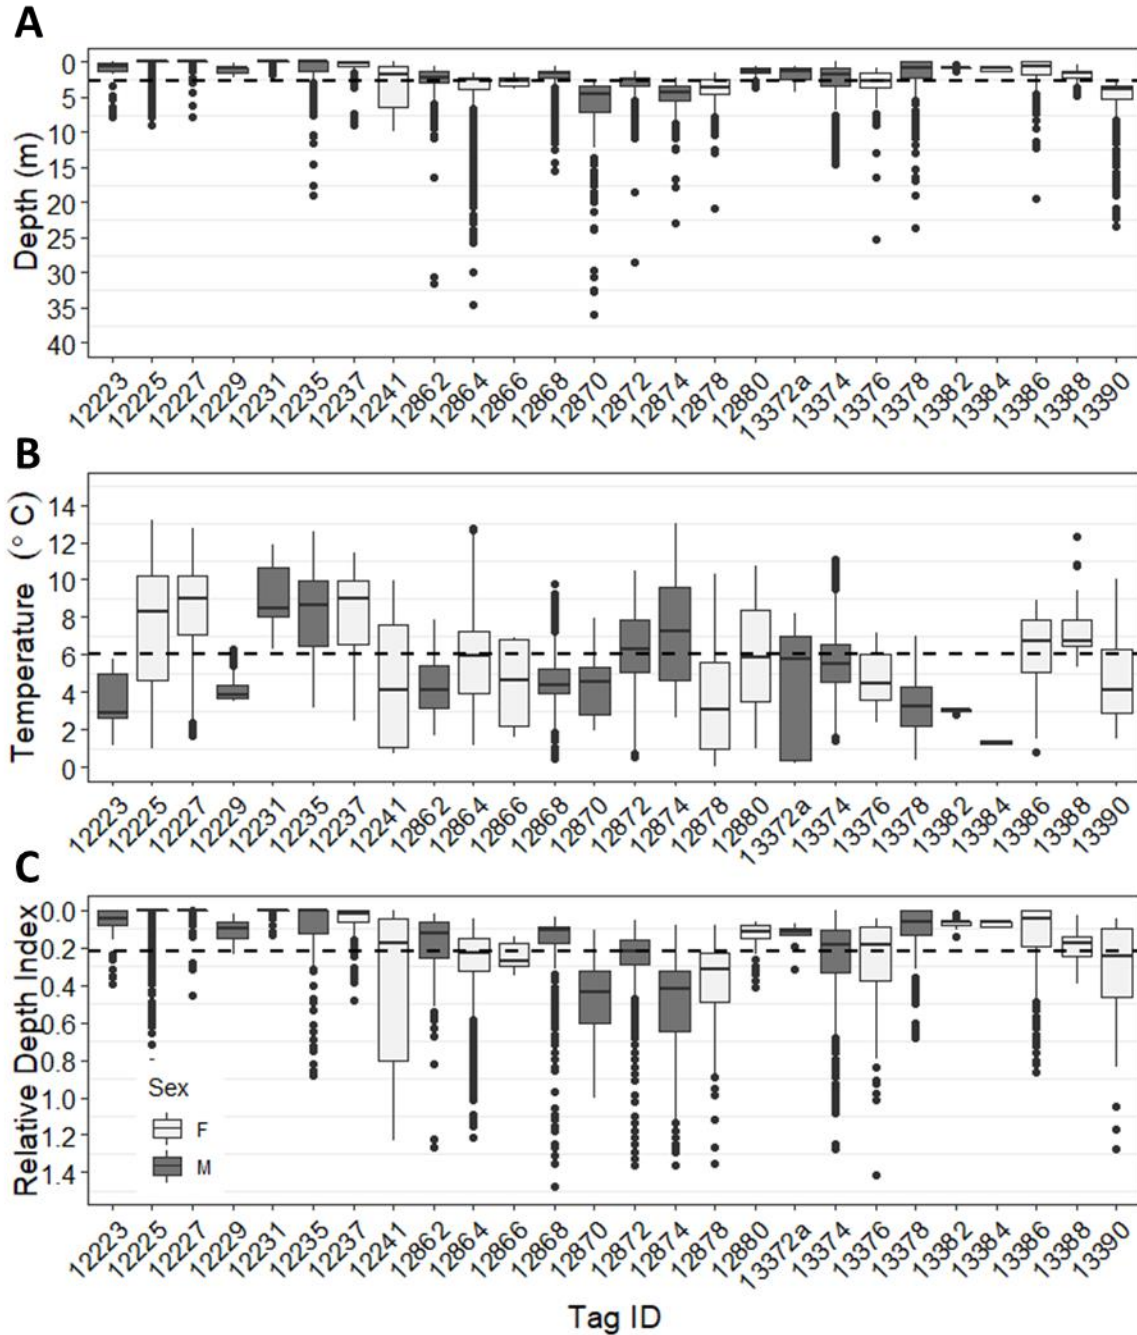 A
Depth (m)
0
5
10
15
20
25
30
35
40
12223 12225 12227 12229 12231 12235 12237 12241 12862 12864 12866 12868 12870 12872 12874 12878 12880 13372a 13374 13376 13378 13382 13384 13386 13388 13390
B
Temperature (° C)
14
12
10
8
6
4
2
0
12223 12225 12227 12229 12231 12235 12237 12241 12862 12864 12866 12868 12870 12872 12874 12878 12880 13372a 13374 13376 13378 13382 13384 13386 13388 13390
C
Relative Depth Index
0.0
0.2
0.4
0.6
0.8
1.0
1.2
1.4
Sex
F
M
12223 12225 12227 12229 12231 12235 12237 12241 12862 12864 12866 12868 12870 12872 12874 12878 12880 13372a 13374 13376 13378 13382 13384 13386 13388 13390
Tag ID